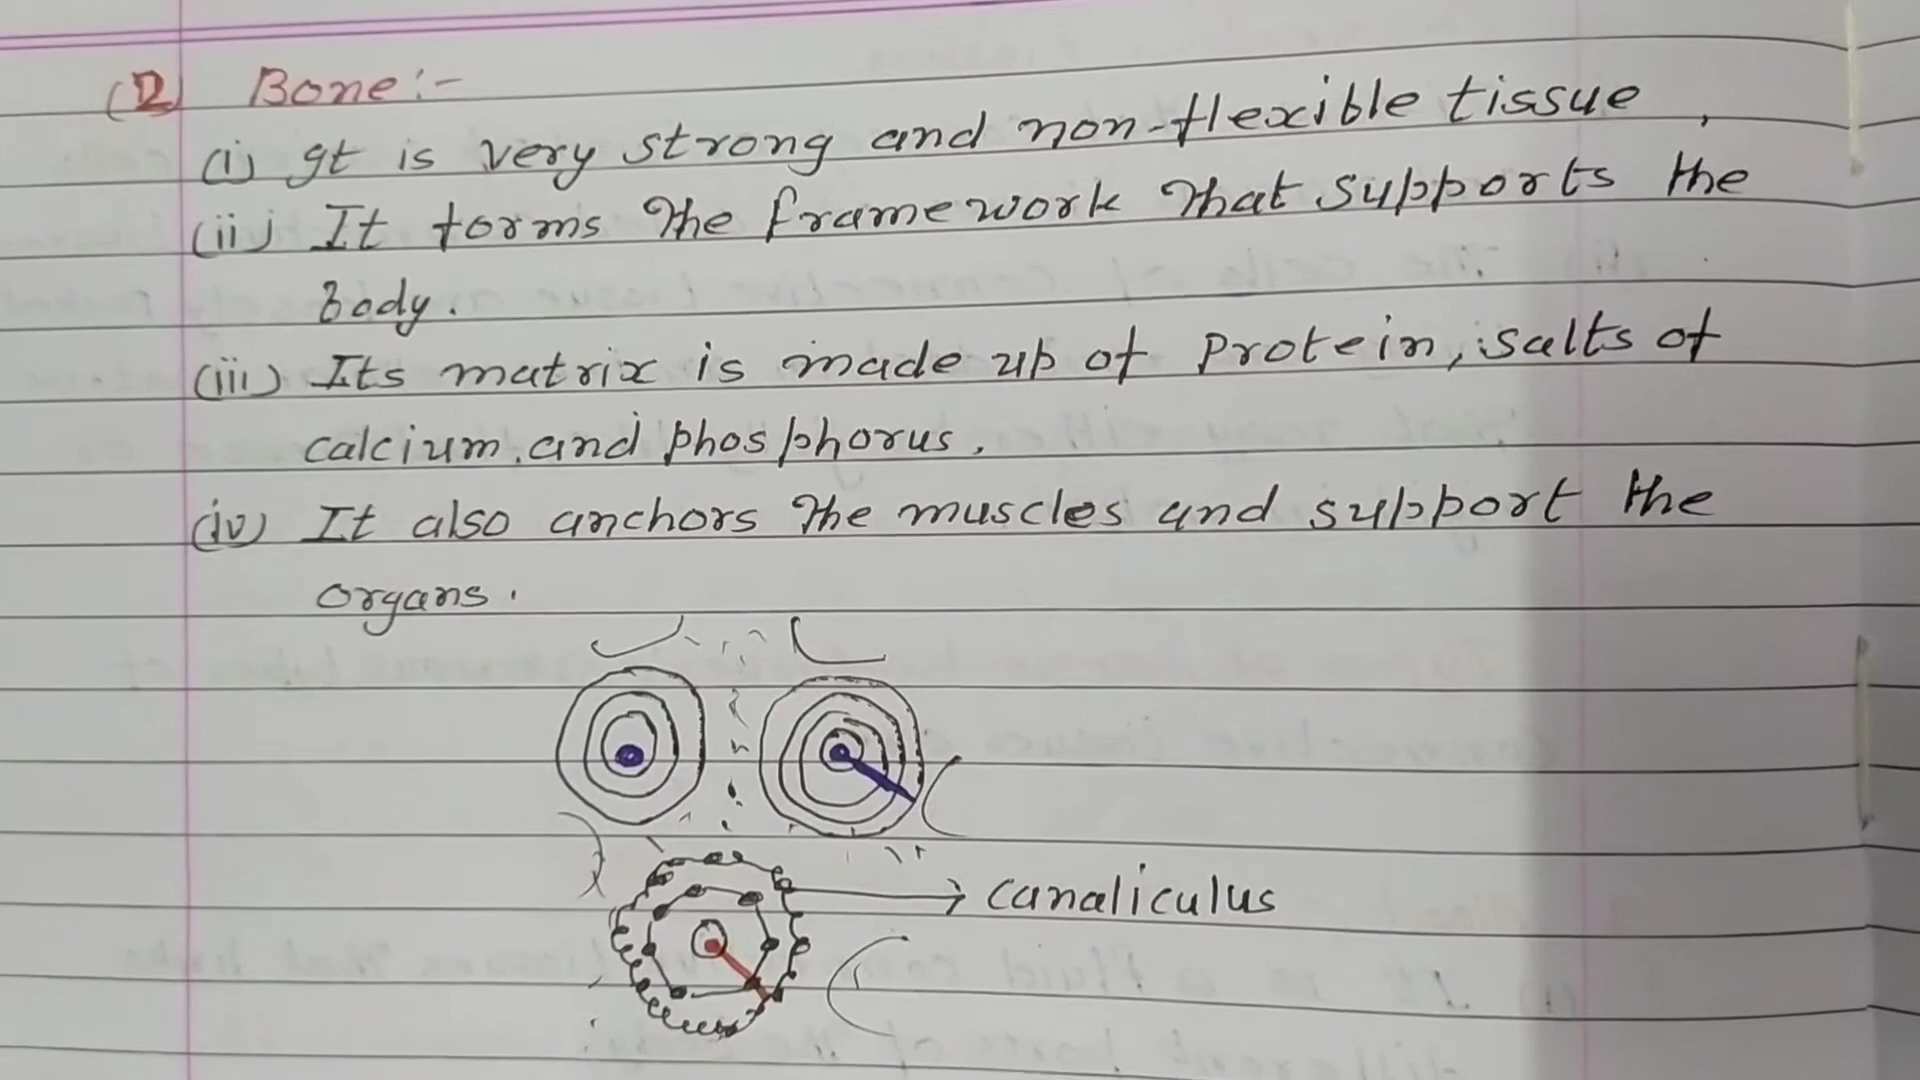 (2) Bone:-
(i) It is very strong and non-flexible tissue,
(ii) It forms the framework that supports the
Body.
(iii) Its matrix is made up of Protein, salts of
calcium and phosphorus.
(iv) It also anchors the muscles and support the
organs.
canaliculus